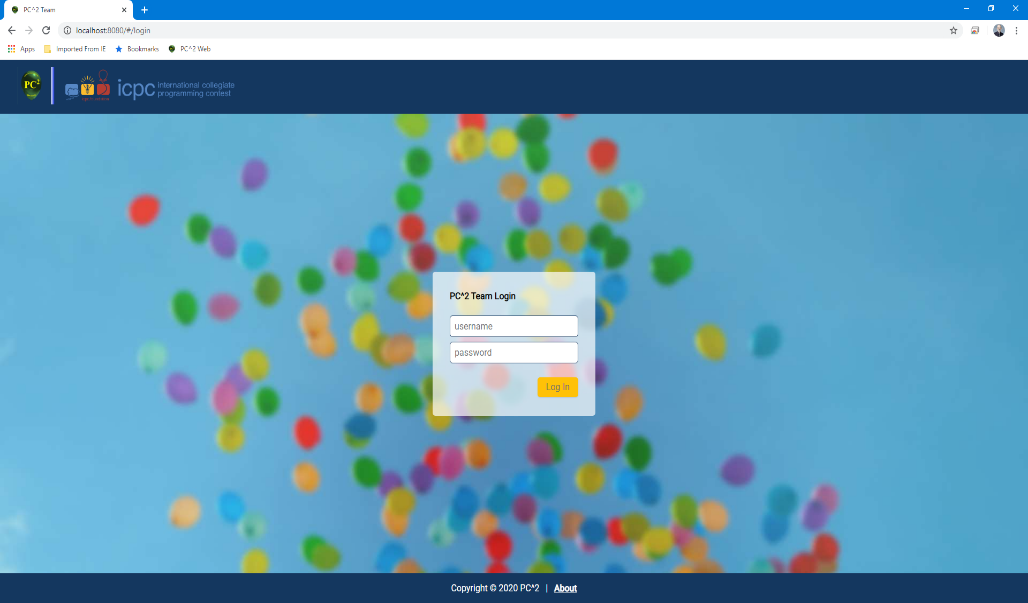 PC^2 Team
localhost:8080/#/login
Apps
Imported From IE
Bookmarks
PC^2 Web
PC²
icpc
international collegiate
programming contest
PC^2 Team Login
username
password
Log In
Copyright © 2020 PC^2 | About